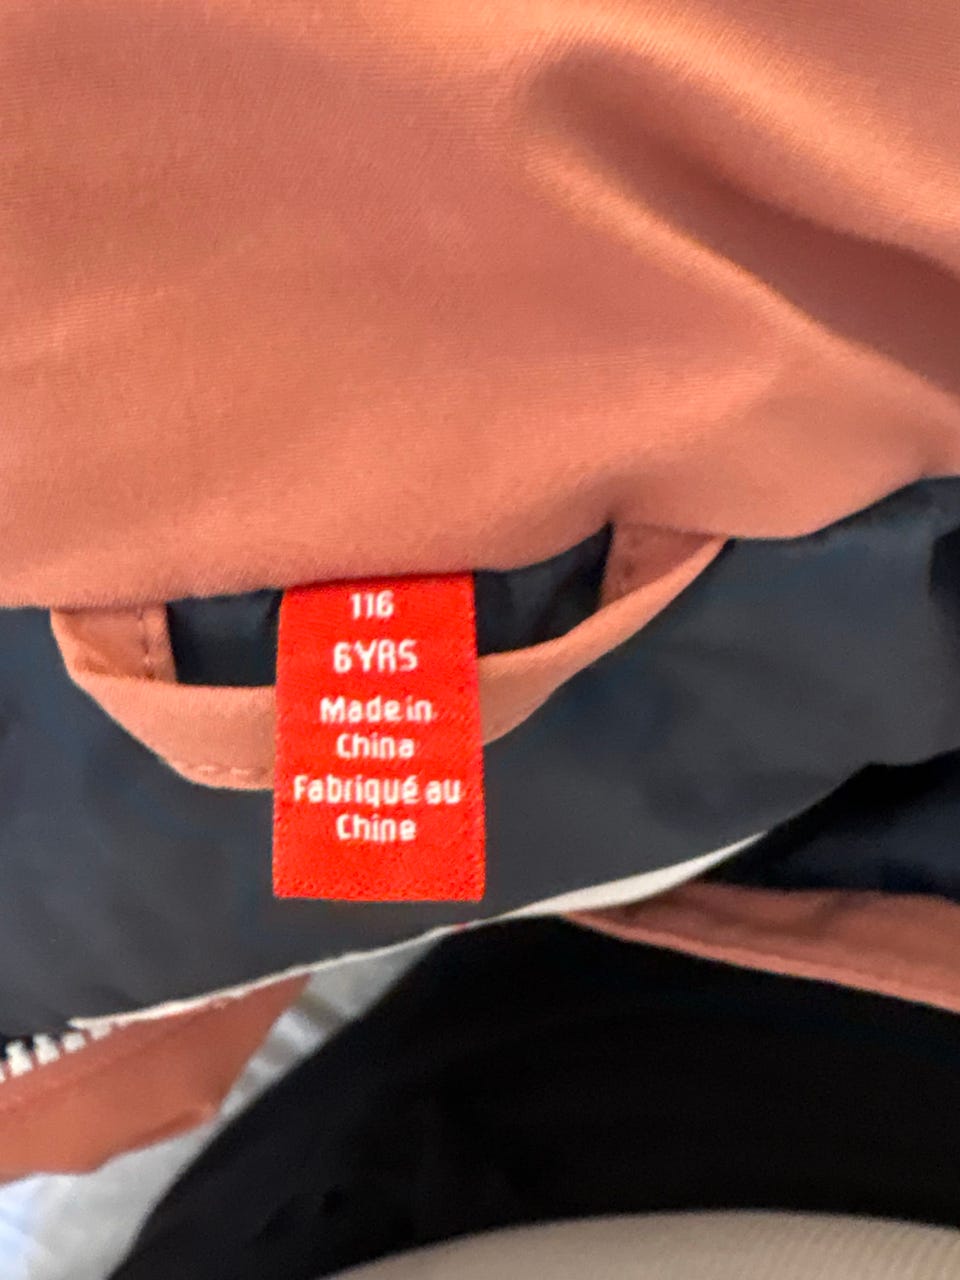 116
6YRS
Made in
China
Fabriqué au
Chine